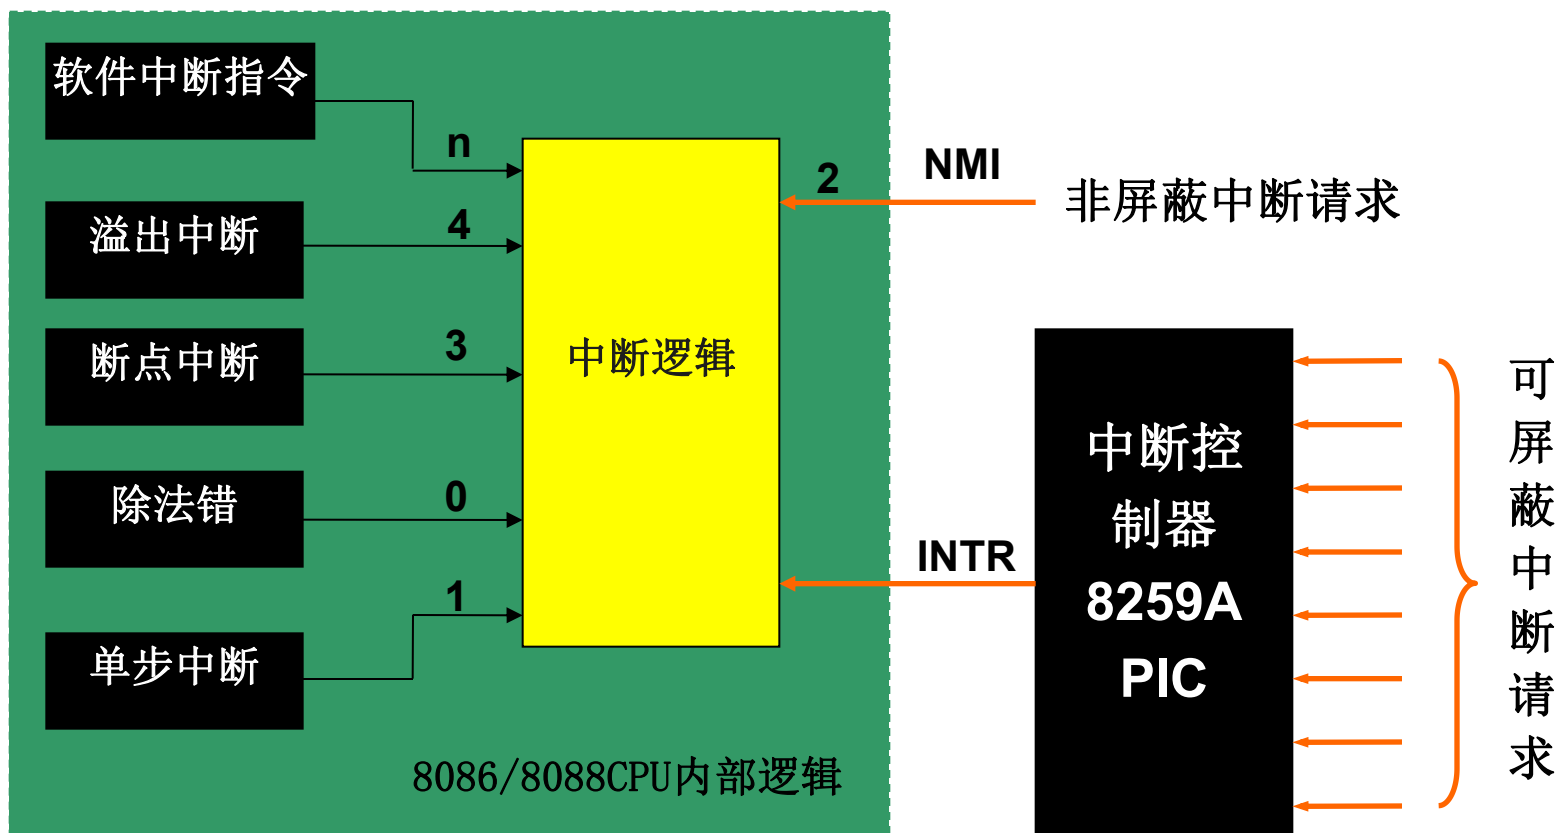 软件中断指令
n
溢出中断
4
断点中断
3
除法错
0
单步中断
1
中断逻辑
8086/8088CPU内部逻辑
2
NMI
非屏蔽中断请求
INTR
中断控
制器
8259A
PIC
可
屏
蔽
中
断
请
求